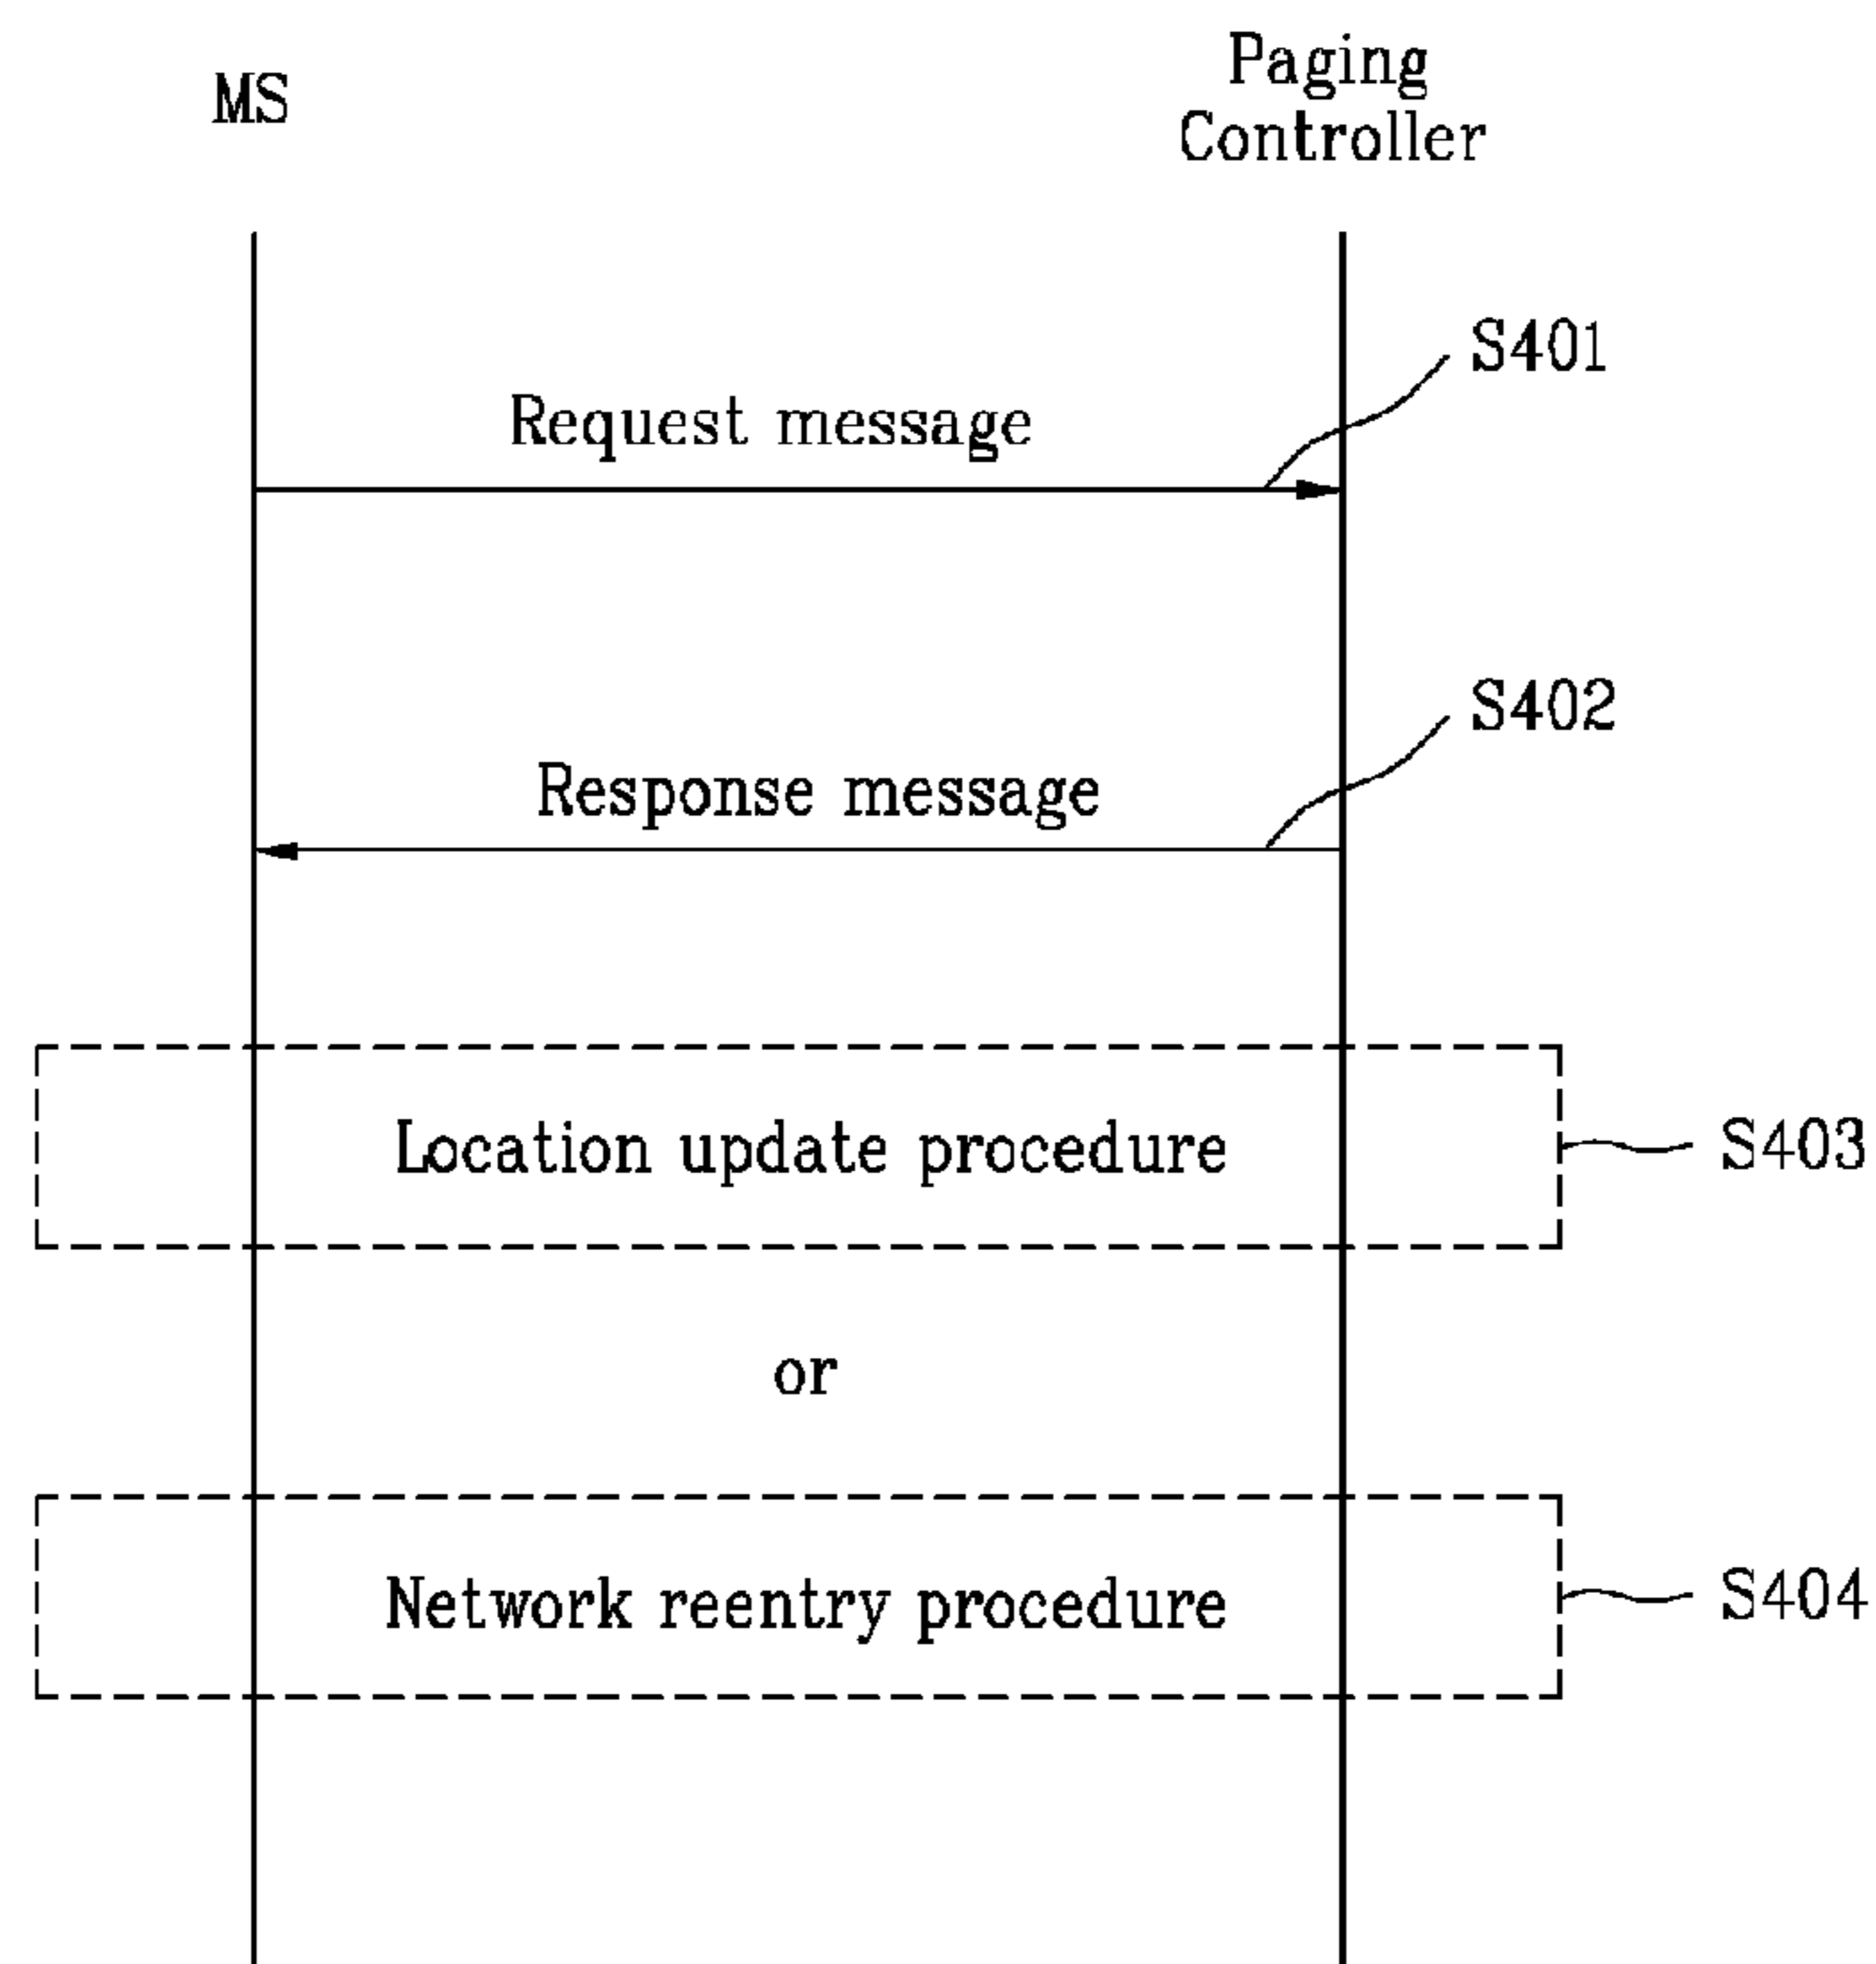 MS
Paging
Controller
S401
Request message
S402
Response message
Location update procedure
S403
or
Network reentry procedure
S404